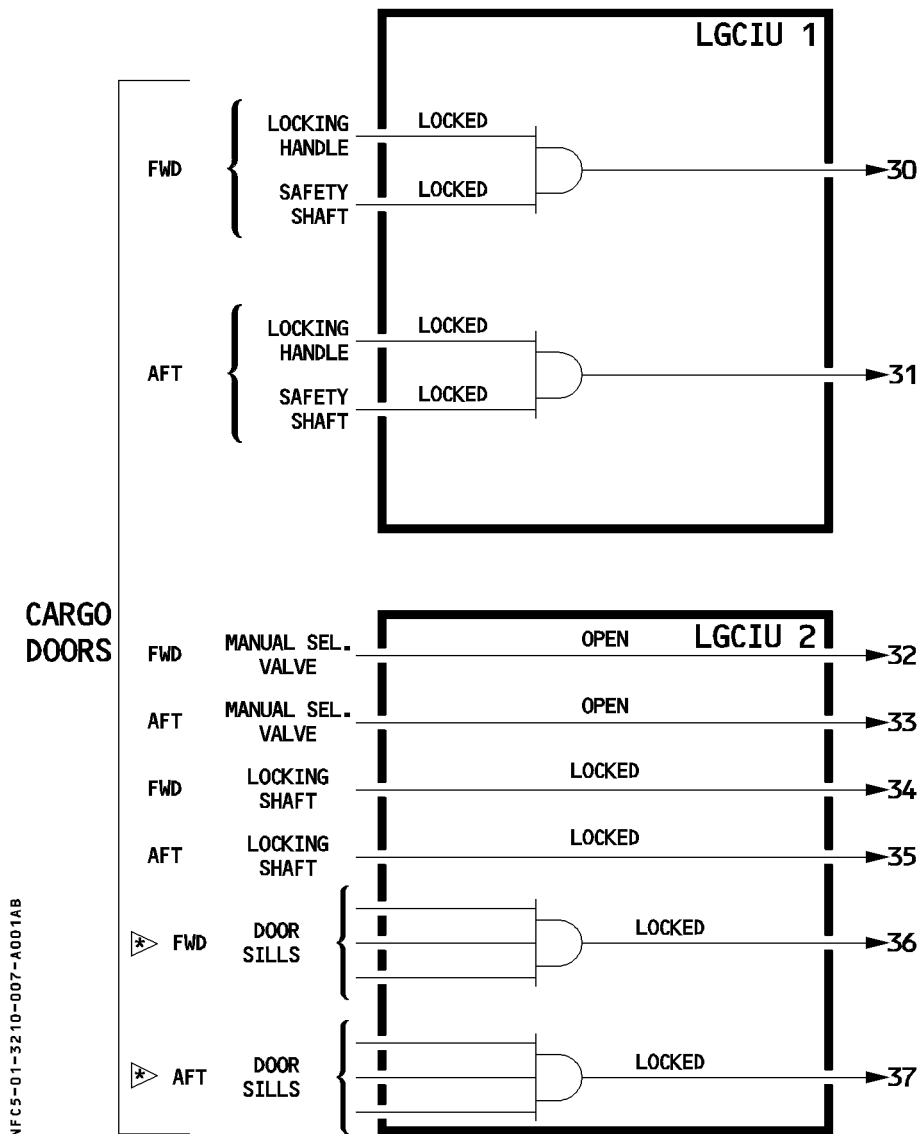 LGCIU 1
FWD
LOCKING
HANDLE
LOCKED
SAFETY
SHAFT
LOCKED
30
AFT
LOCKING
HANDLE
LOCKED
SAFETY
SHAFT
LOCKED
31
CARGO
DOORS
LGCIU 2
FWD
MANUAL SEL.
VALVE
OPEN
32
AFT
MANUAL SEL.
VALVE
OPEN
33
FWD
LOCKING
SHAFT
LOCKED
34
AFT
LOCKING
SHAFT
LOCKED
35
* FWD
DOOR
SILLS
LOCKED
36
* AFT
DOOR
SILLS
LOCKED
37
NFC5-01-3210-007-A001AB